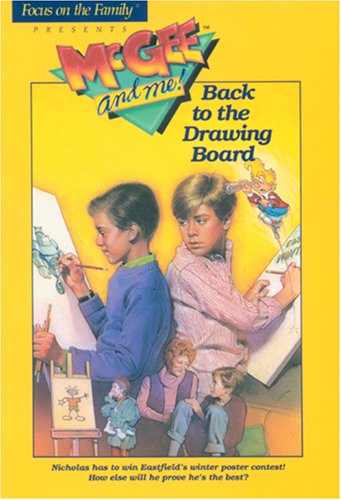 Focus on the Family®
PRESENTS
McGEE™
and me!
Back
to the
Drawing
Board
Nicholas has to win Eastfield's winter poster contest!
How else will he prove he's the best?